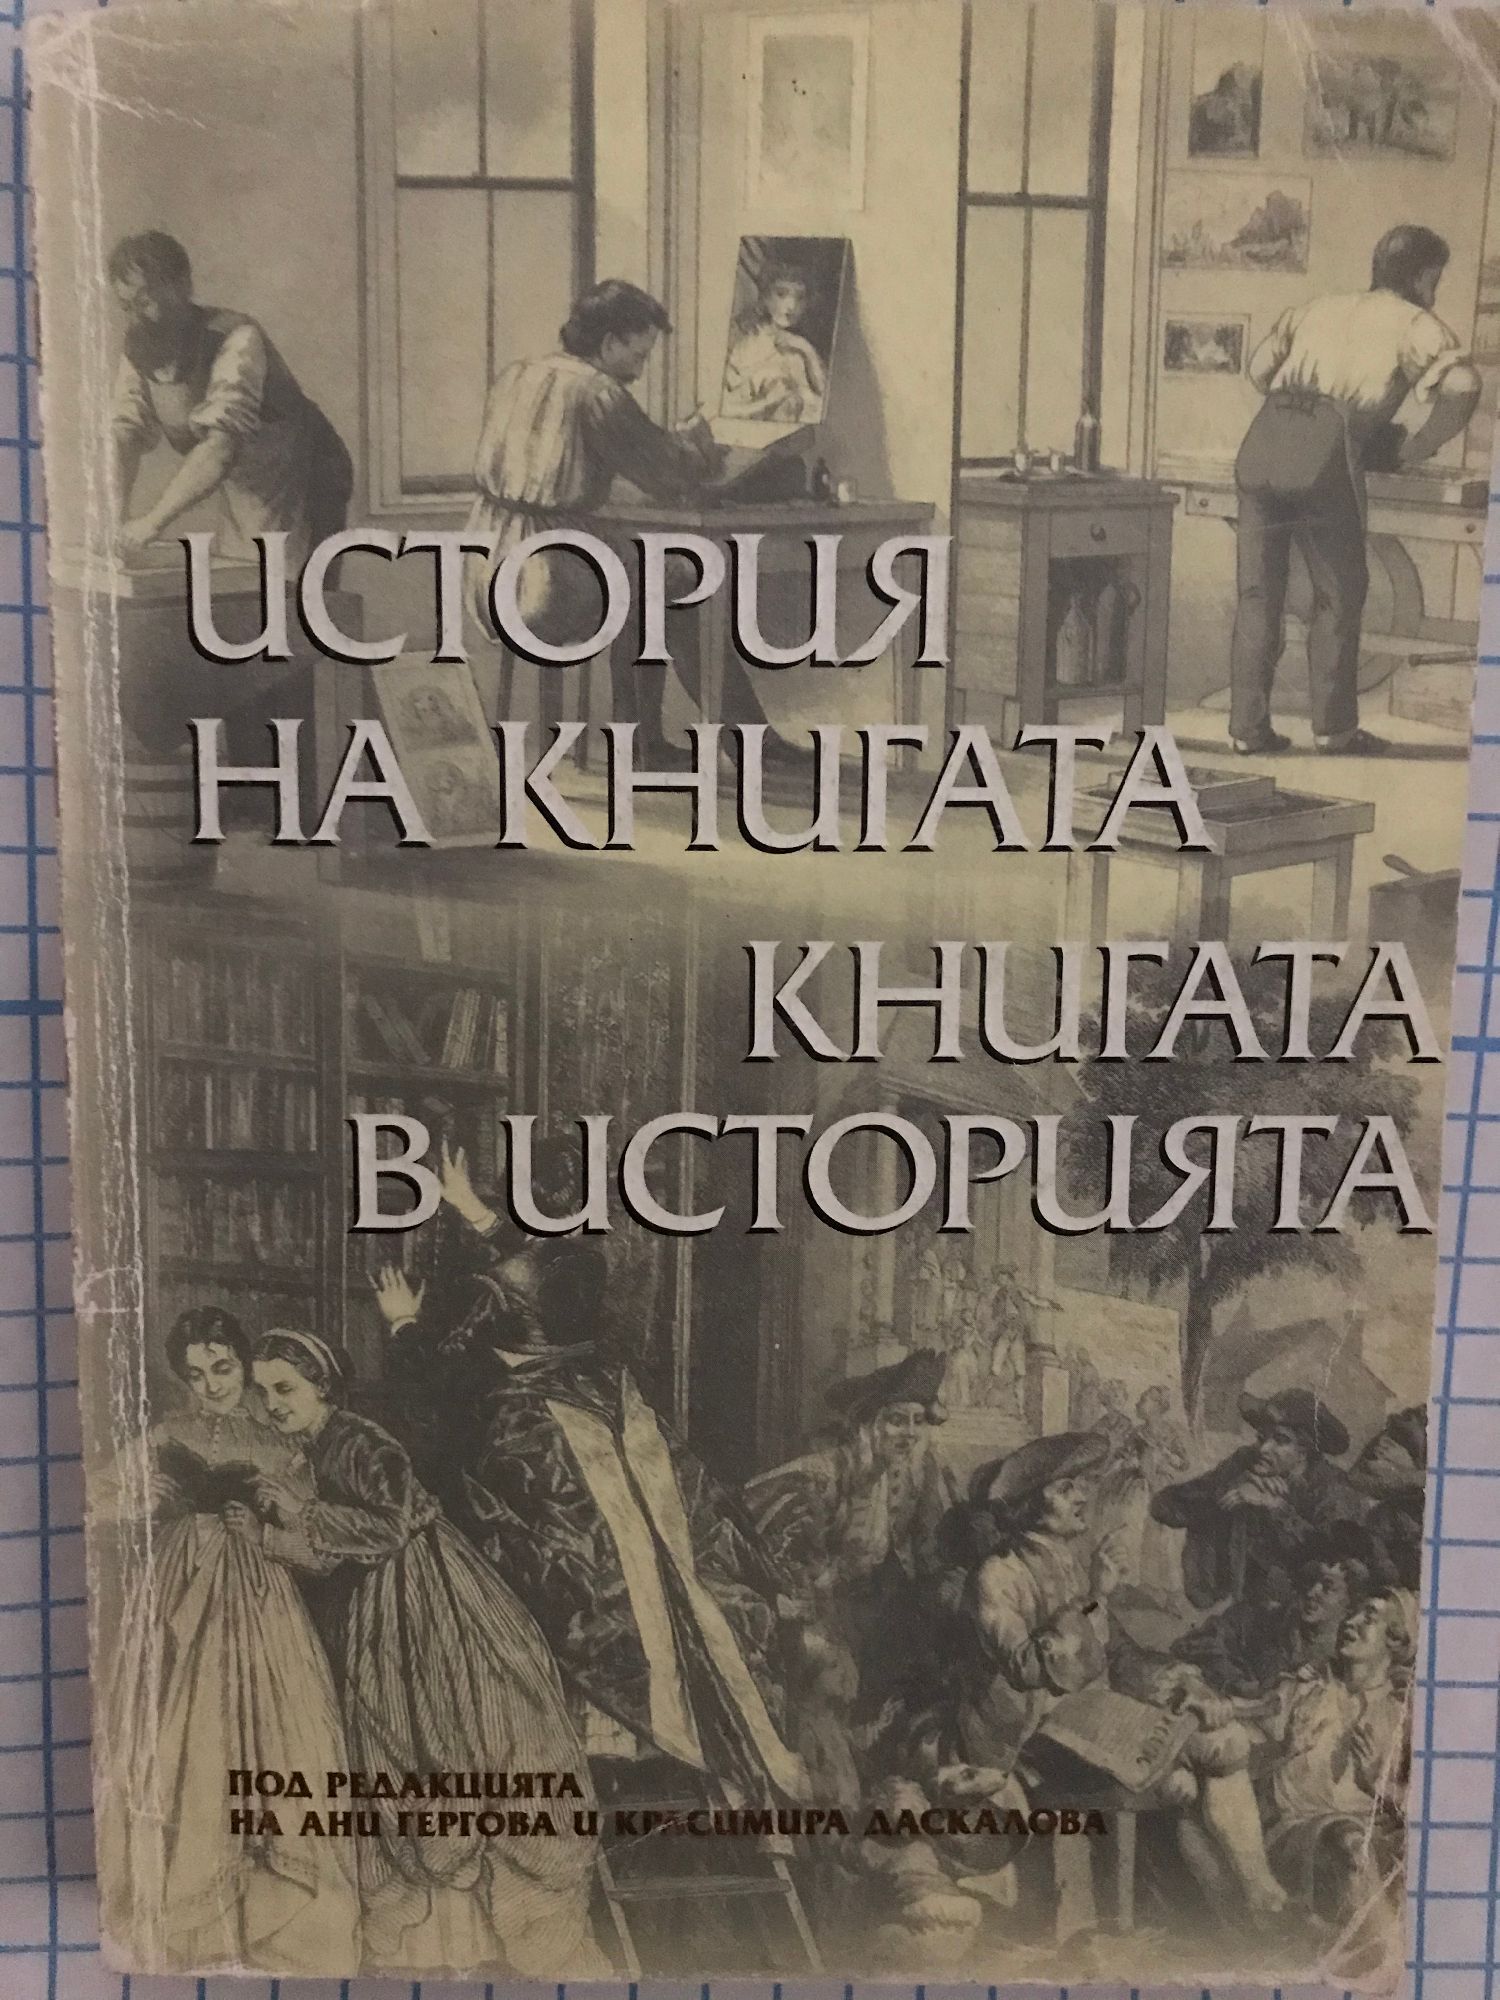 ИСТОРИЯ
НА КНИГАТА
КНИГАТА
В ИСТОРИЯТА
ПОД РЕДАКЦИЯТА
НА АНИ ГЕРГОВА И КРАСИМИРА ДАСКАЛОВА